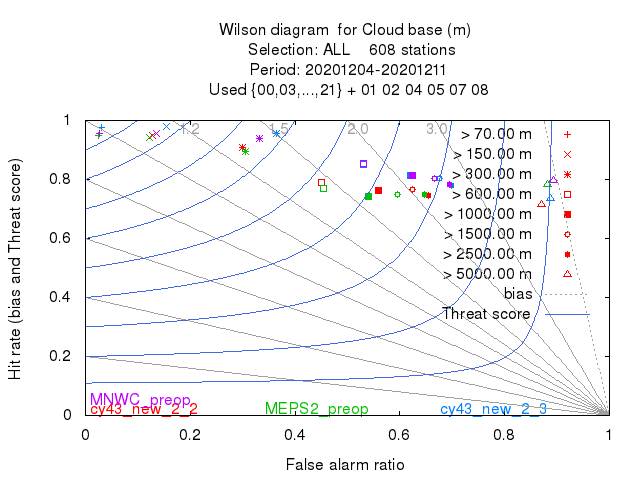 Wilson diagram  for Cloud base (m)
Selection: ALL    608 stations
Period: 20201204-20201211
Used {00,03,...,21} + 01 02 04 05 07 08
Hit rate (bias and Threat score)
1
0.8
0.6
0.4
0.2
0
1.2
1.5
2.0
3.0
> 70.00 m
> 150.00 m
> 300.00 m
> 600.00 m
> 1000.00 m
> 1500.00 m
> 2500.00 m
> 5000.00 m
bias
Threat score
MNWC_preop
cy43_new_2_2
MEPS2_preop
cy43_new_2_3
0
0.2
0.4
0.6
0.8
1
False alarm ratio